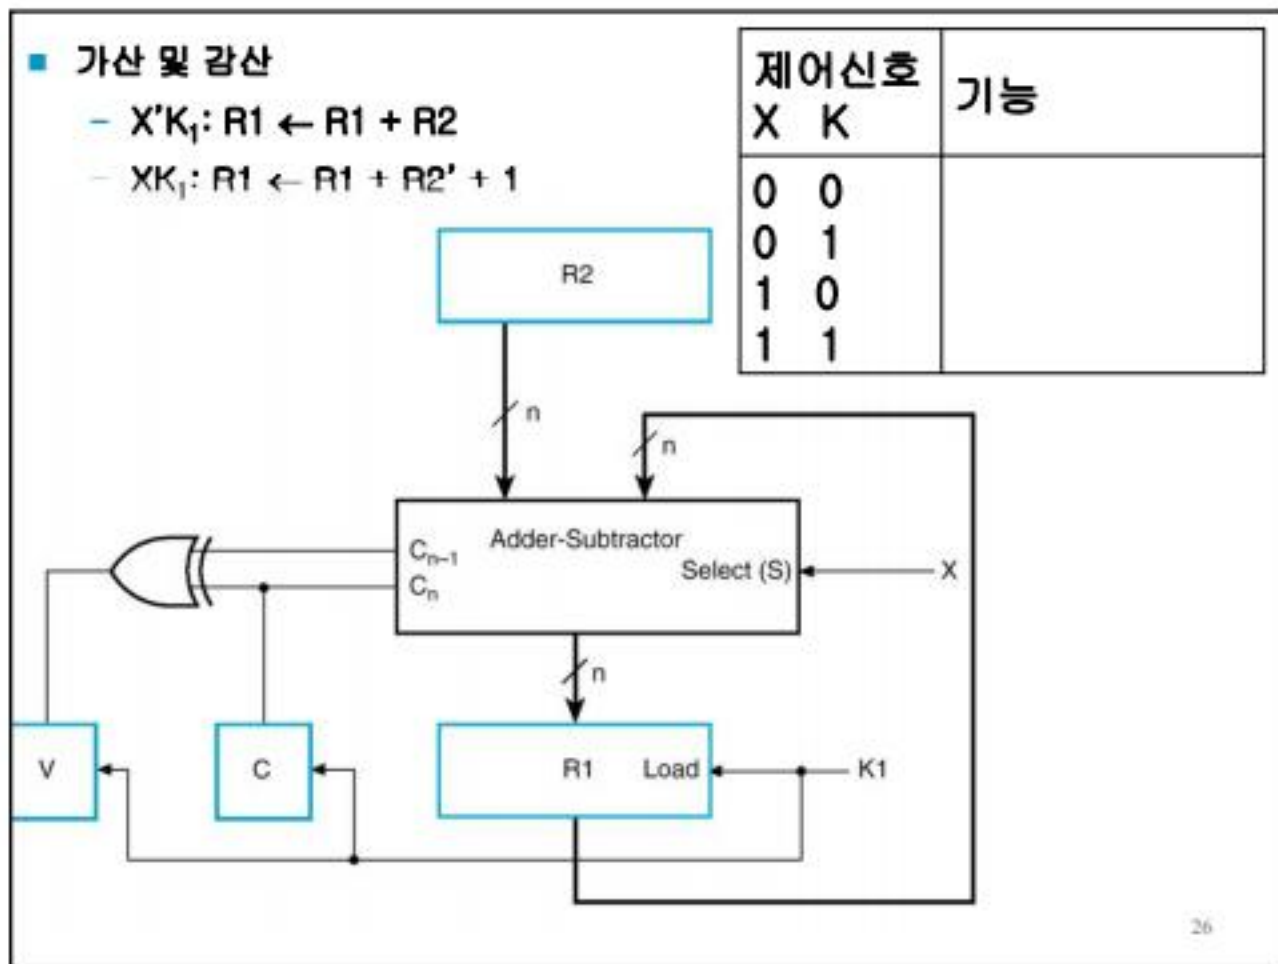 가산 및 감산
– X'K₁: R1 ← R1 + R2
– XK₁: R1 ← R1 + R2' + 1
제어신호
X K
기능
0 0
0 1
1 0
1 1
R2
n
n
Adder-Subtractor
Cn–1
Cn
Select (S)
X
n
V
C
R1
Load
K1
26